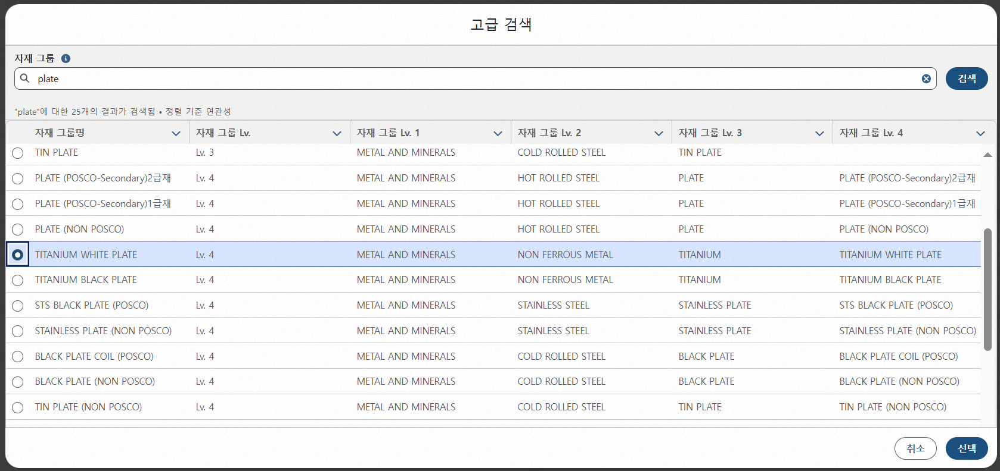 고급 검색
자재 그룹
plate
검색
"plate"에 대한 25개의 결과가 검색됨 • 정렬 기준 연관성
자재 그룹명 자재 그룹 Lv. 자재 그룹 Lv. 1 자재 그룹 Lv. 2 자재 그룹 Lv. 3 자재 그룹 Lv. 4
TIN PLATE Lv. 3 METAL AND MINERALS COLD ROLLED STEEL TIN PLATE
PLATE (POSCO-Secondary)2급재 Lv. 4 METAL AND MINERALS HOT ROLLED STEEL PLATE PLATE (POSCO-Secondary)2급재
PLATE (POSCO-Secondary)1급재 Lv. 4 METAL AND MINERALS HOT ROLLED STEEL PLATE PLATE (POSCO-Secondary)1급재
PLATE (NON POSCO) Lv. 4 METAL AND MINERALS HOT ROLLED STEEL PLATE PLATE (NON POSCO)
TITANIUM WHITE PLATE Lv. 4 METAL AND MINERALS NON FERROUS METAL TITANIUM TITANIUM WHITE PLATE
TITANIUM BLACK PLATE Lv. 4 METAL AND MINERALS NON FERROUS METAL TITANIUM TITANIUM BLACK PLATE
STS BLACK PLATE (POSCO) Lv. 4 METAL AND MINERALS STAINLESS STEEL STAINLESS PLATE STS BLACK PLATE (POSCO)
STAINLESS PLATE (NON POSCO) Lv. 4 METAL AND MINERALS STAINLESS STEEL STAINLESS PLATE STAINLESS PLATE (NON POSCO)
BLACK PLATE COIL (POSCO) Lv. 4 METAL AND MINERALS COLD ROLLED STEEL BLACK PLATE BLACK PLATE COIL (POSCO)
BLACK PLATE (NON POSCO) Lv. 4 METAL AND MINERALS COLD ROLLED STEEL BLACK PLATE BLACK PLATE (NON POSCO)
TIN PLATE (NON POSCO) Lv. 4 METAL AND MINERALS COLD ROLLED STEEL TIN PLATE TIN PLATE (NON POSCO)
취소 선택